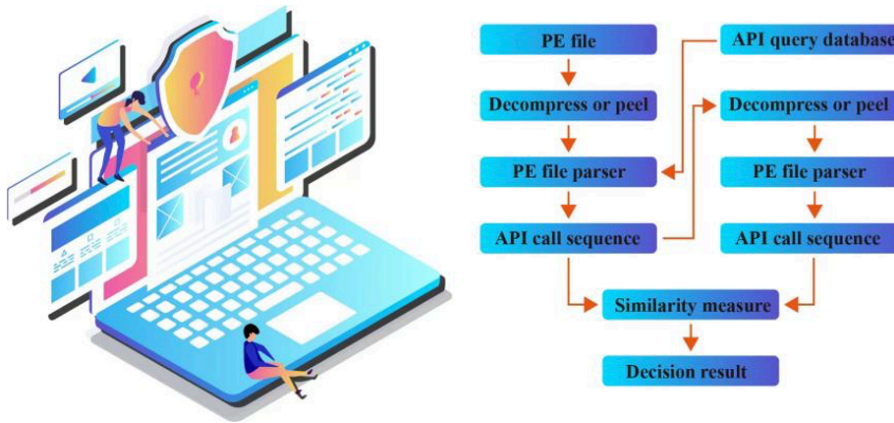 PE file
API query database
Decompress or peel
Decompress or peel
PE file parser
PE file parser
API call sequence
API call sequence
Similarity measure
Decision result